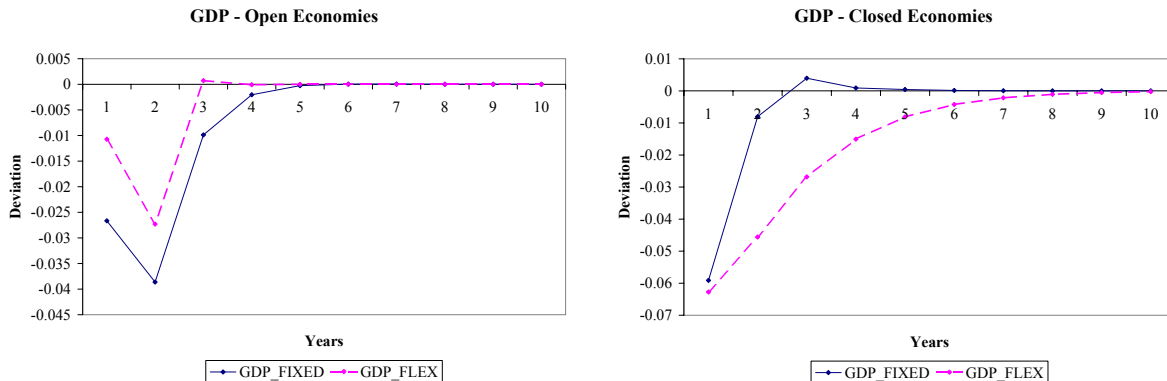 GDP - Open Economies
0.005
0
-0.005
-0.01
-0.015
-0.02
-0.025
-0.03
-0.035
-0.04
-0.045
Deviation
1 2 3 4 5 6 7 8 9 10
Years
GDP_FIXED GDP_FLEX
GDP - Closed Economies
0.01
0
-0.01
-0.02
-0.03
-0.04
-0.05
-0.06
-0.07
Deviation
1 2 3 4 5 6 7 8 9 10
Years
GDP_FIXED GDP_FLEX